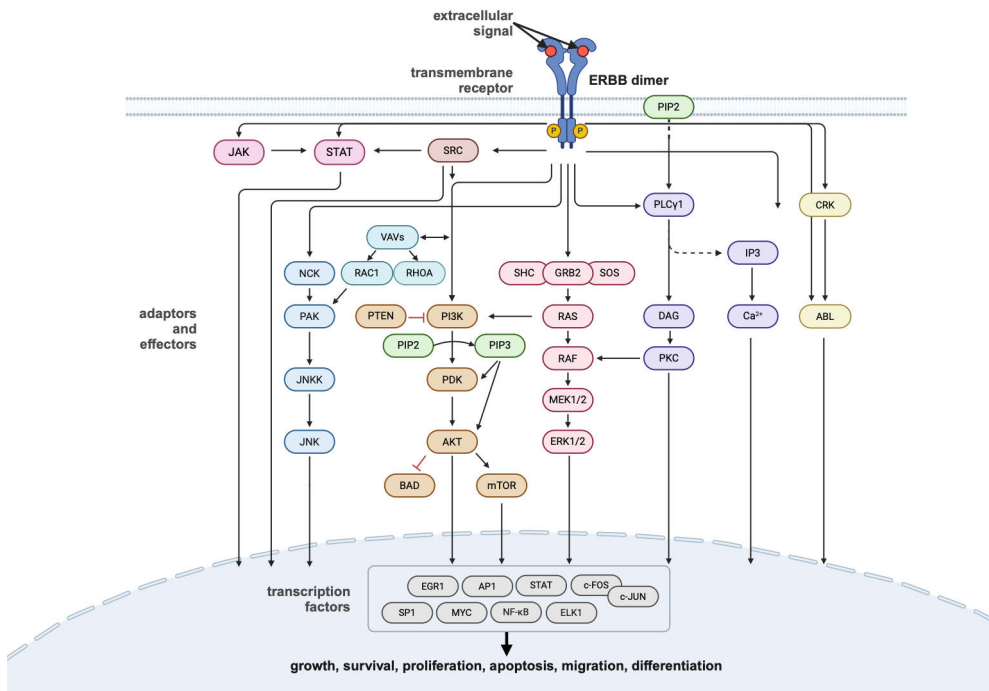 extracellular
signal
transmembrane
receptor
ERBB dimer
PIP2
P
P
JAK
STAT
SRC
PLCγ1
CRK
VAVs
IP3
NCK
RAC1
RHOA
SHC
GRB2
SOS
adaptors
and
effectors
PAK
PTEN
PI3K
RAS
DAG
Ca²⁺
ABL
PIP2
PIP3
RAF
PKC
JNKK
PDK
MEK1/2
JNK
AKT
ERK1/2
BAD
mTOR
transcription
factors
EGR1
AP1
STAT
c-FOS
c-JUN
SP1
MYC
NF-κB
ELK1
growth, survival, proliferation, apoptosis, migration, differentiation